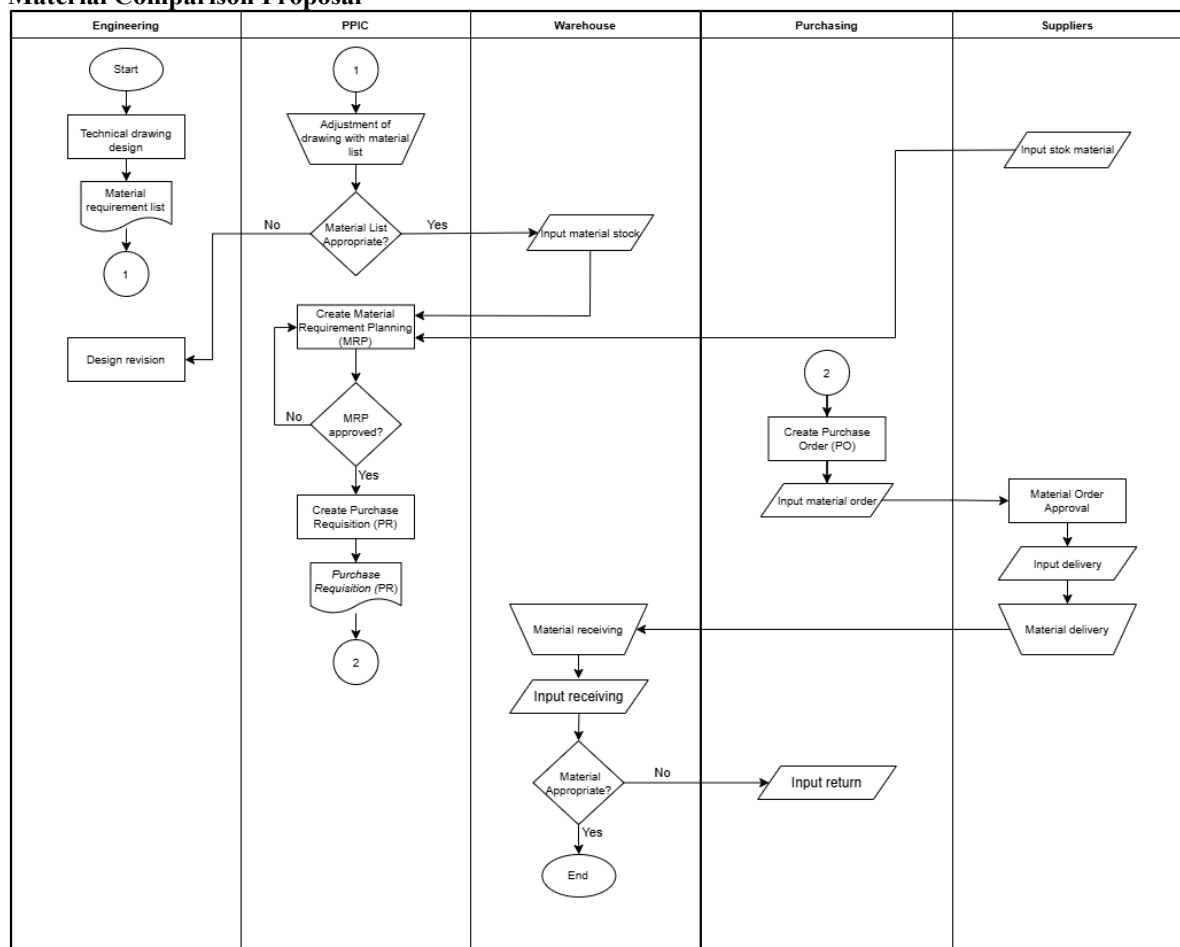 Material Comparison Proposal
Engineering
PPIC
Warehouse
Purchasing
Suppliers
Start
Technical drawing
design
Material
requirement list
1
Design revision
1
Adjustment of
drawing with material
list
Material List
Appropriate?
No
Yes
Create Material
Requirement Planning
(MRP)
MRP
approved?
No
Yes
Create Purchase
Requisition (PR)
Purchase
Requisition (PR)
2
Input material stock
Material receiving
Input receiving
Material
Appropriate?
No
Yes
End
2
Create Purchase
Order (PO)
Input material order
Input return
Input stok material
Material Order
Approval
Input delivery
Material delivery